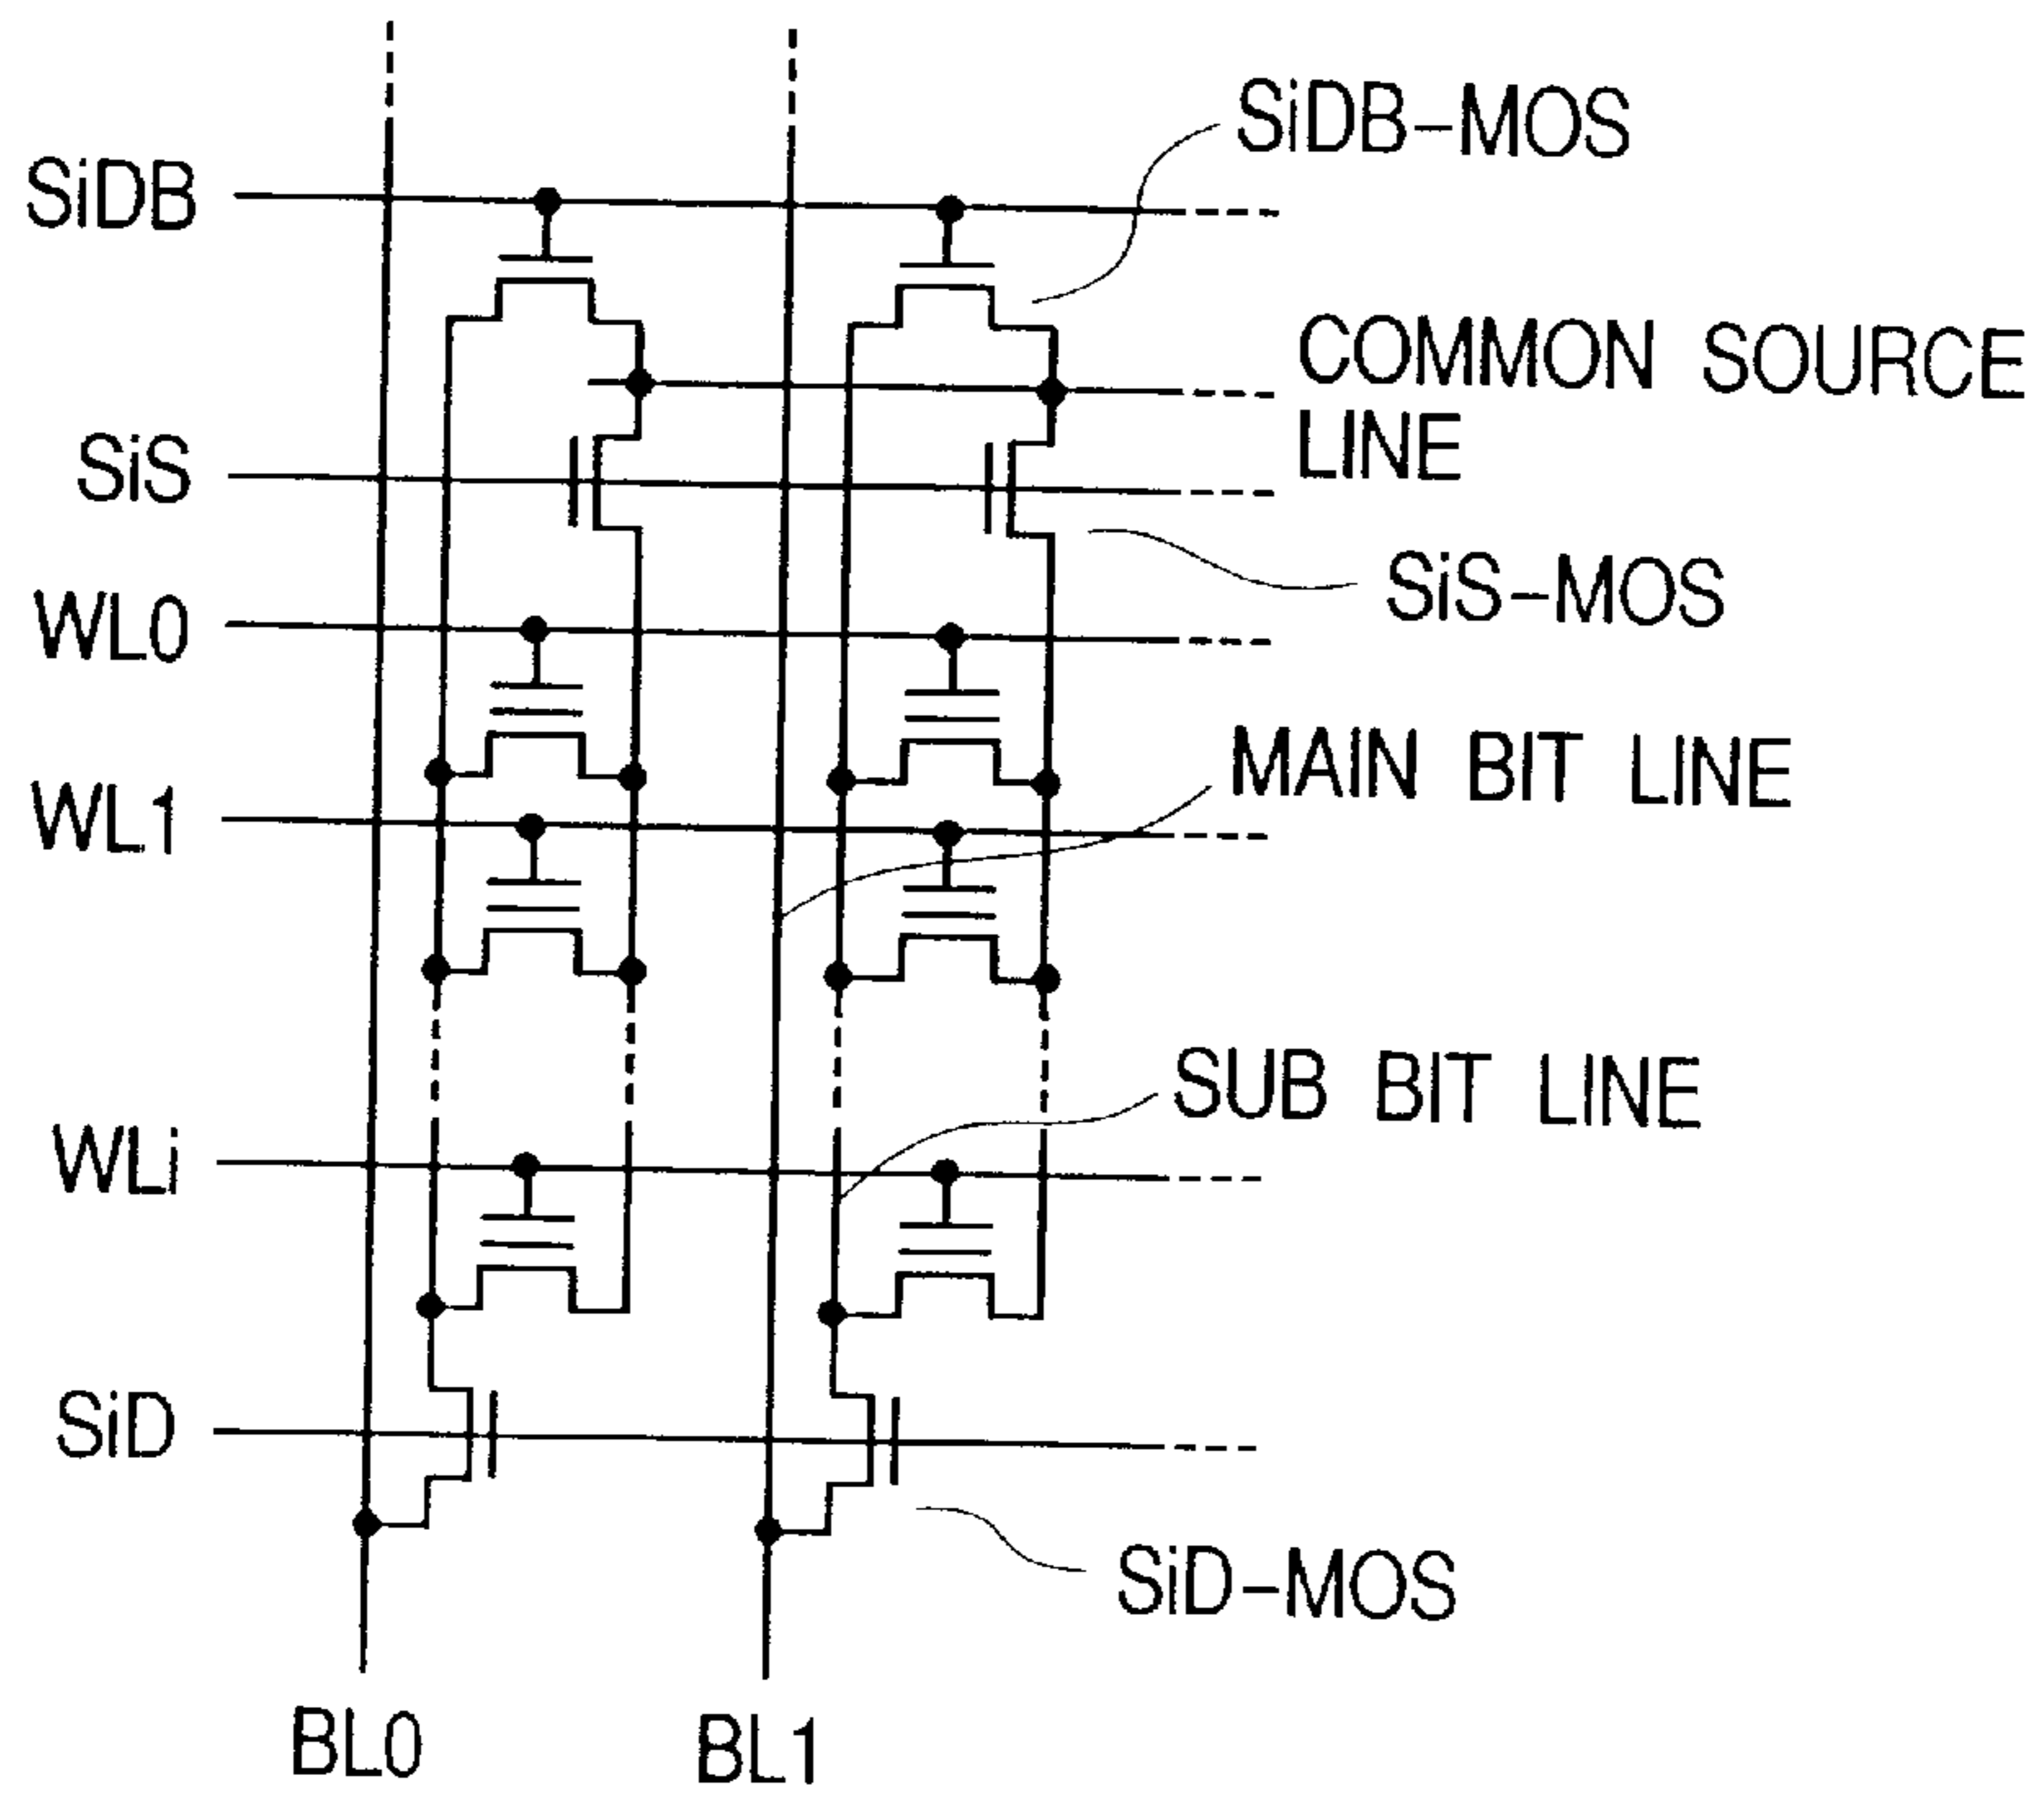 SiDB-MOS
SiDB
COMMON SOURCE
LINE
SiS
SiS-MOS
WL0
MAIN BIT LINE
WL1
SUB BIT LINE
WLi
SiD
SiD-MOS
BL0
BL1